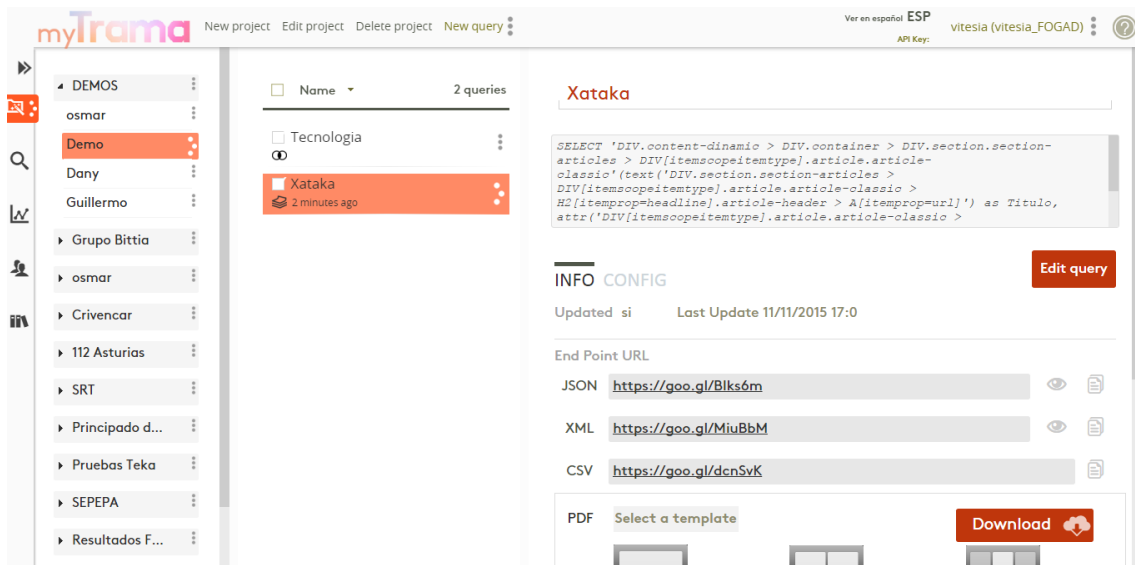 myTrama
New project Edit project Delete project New query
Ver en español ESP
API Key:
vitesia (vitesia_FOGAD)
?
DEMOS
osmar
Demo
Dany
Guillermo
Grupo Bittia
osmar
Crivencar
112 Asturias
SRT
Principado d...
Pruebas Teka
SEPEPA
Resultados F...
Name 2 queries
Tecnologia
Xataka
2 minutes ago
Xataka
SELECT 'DIV.content-dinamic > DIV.container > DIV.section.section-
articles > DIV[itemscopeitemtype].article.article-
classic'(text('DIV.section.section-articles >
DIV[itemscopeitemtype].article.article-classic >
H2[itemprop=headline].article-header > A[itemprop=url]') as Titulo,
attr('DIV[itemscopeitemtype].article.article-classic >
Edit query
INFO CONFIG
Updated si Last Update 11/11/2015 17:0
End Point URL
JSON https://goo.gl/Blks6m
XML https://goo.gl/MiuBbM
CSV https://goo.gl/dcnSvK
PDF Select a template Download